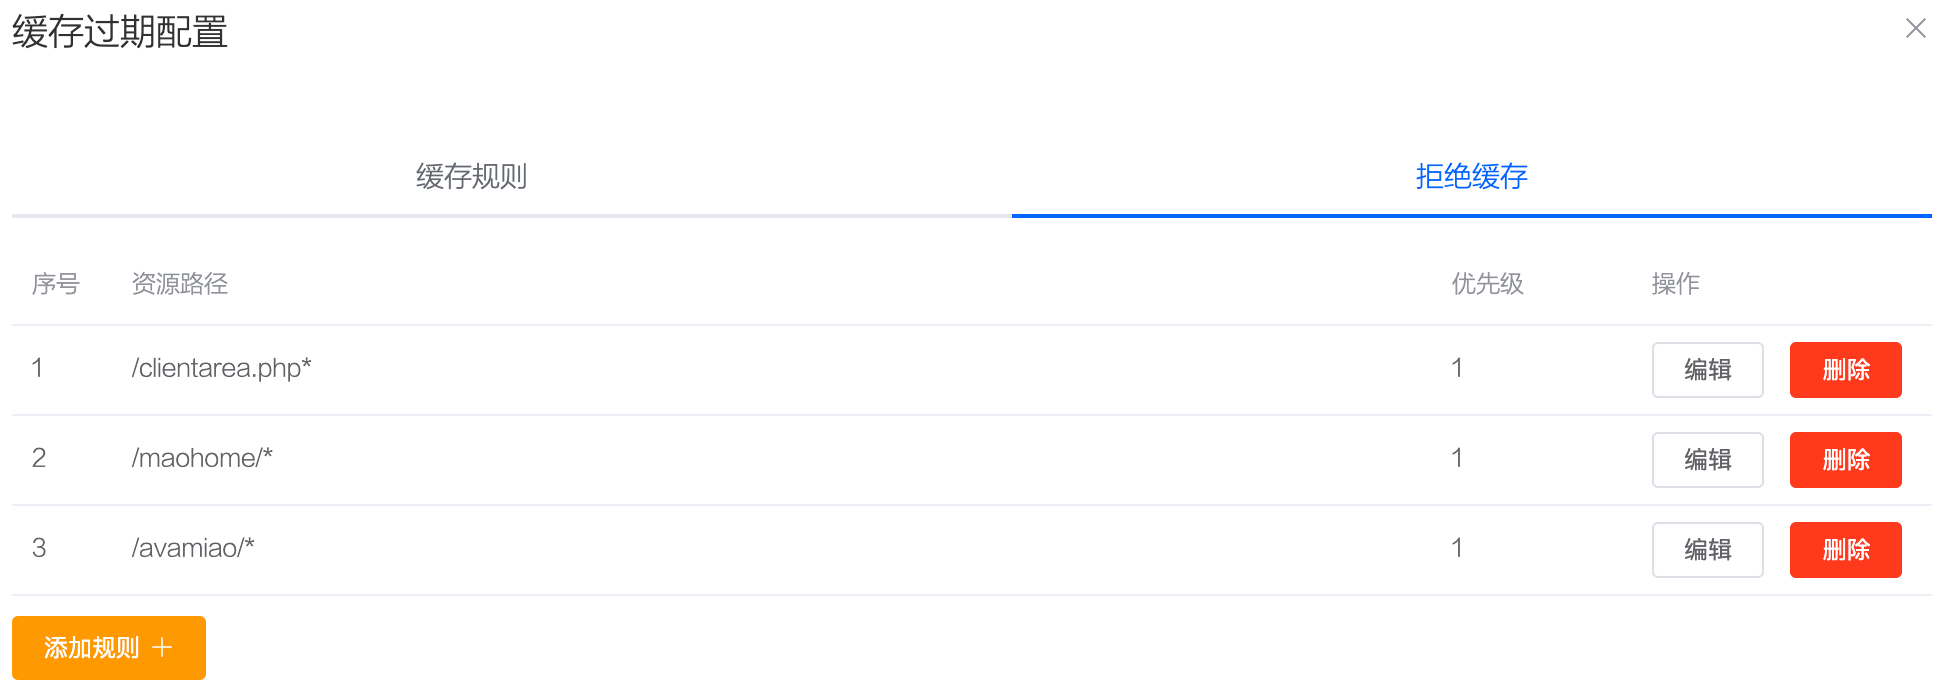 缓存过期配置
缓存规则 拒绝缓存
序号 资源路径 优先级 操作
1 /clientarea.php* 1 编辑 删除
2 /maohome/* 1 编辑 删除
3 /avamiao/* 1 编辑 删除
添加规则 +